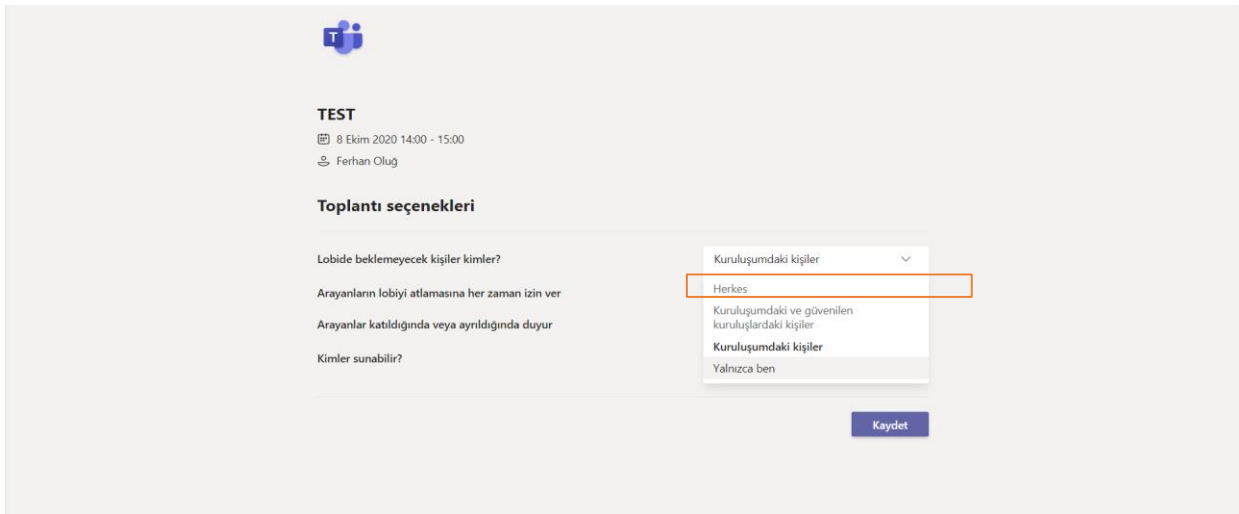 T
TEST
8 Ekim 2020 14:00 - 15:00
Ferhan Oluğ
Toplantı seçenekleri
Lobide beklemeyecek kişiler kimler?
Kuruluşumdaki kişiler
Arayanların lobiyi atlamasına her zaman izin ver
Arayanlar katıldığında veya ayrıldığında duyur
Kimler sunabilir?
Herkes
Kuruluşumdaki ve güvenilen
kuruluşlardaki kişiler
Kuruluşumdaki kişiler
Yalnızca ben
Kaydet